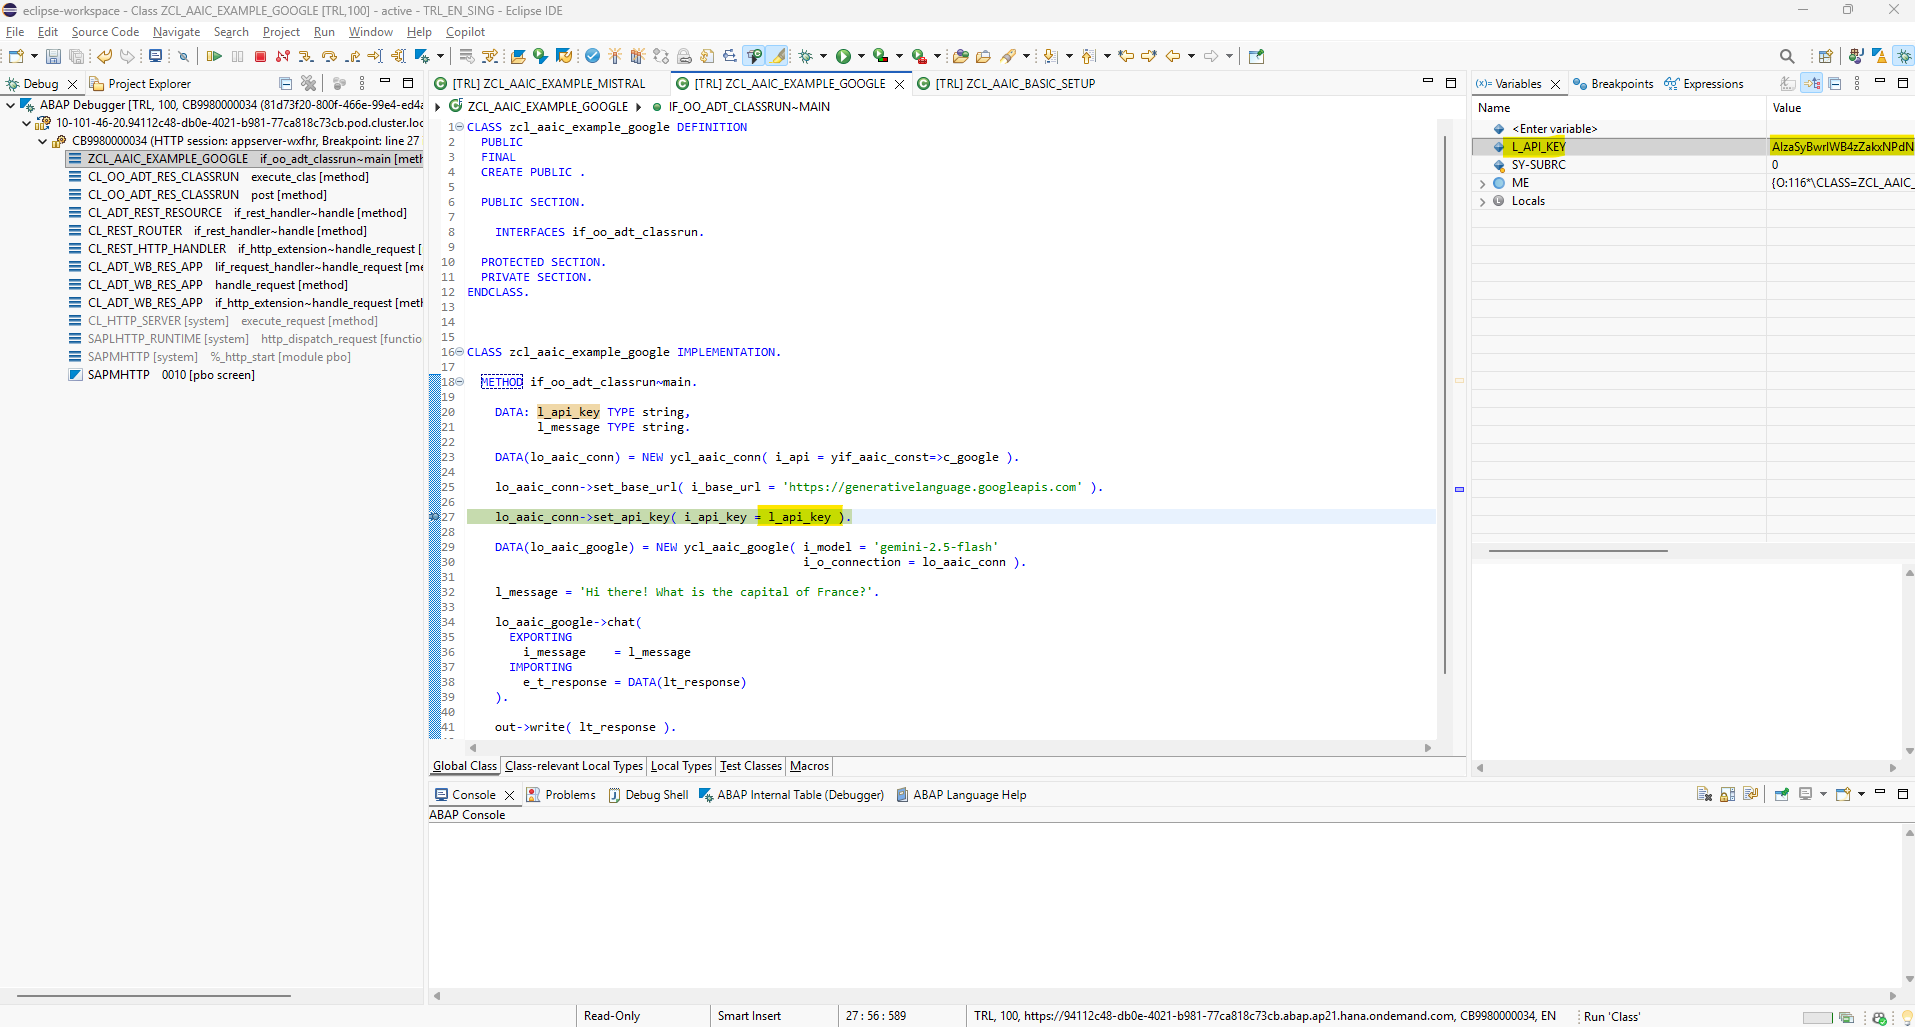 eclipse-workspace - Class ZCL_AAIC_EXAMPLE_GOOGLE [TRL,100] - active - TRL_EN_SING - Eclipse IDE
File Edit Source Code Navigate Search Project Run Window Help Copilot
Debug Project Explorer
ABAP Debugger [TRL, 100, CB9980000034 (81d73f20-800f-466e-99e4-ed4a
10-101-46-20.94112c48-db0e-4021-b981-77ca818c73cb.pod.cluster.loc
CB9980000034 (HTTP session: appserver-wxfhr, Breakpoint: line 27
ZCL_AAIC_EXAMPLE_GOOGLE if_oo_adt_classrun~main [meth
CL_OO_ADT_RES_CLASSRUN execute_clas [method]
CL_OO_ADT_RES_CLASSRUN post [method]
CL_ADT_REST_RESOURCE if_rest_handler~handle [method]
CL_REST_ROUTER if_rest_handler~handle [method]
CL_REST_HTTP_HANDLER if_http_extension~handle_request [
CL_ADT_WB_RES_APP lif_request_handler~handle_request [me
CL_ADT_WB_RES_APP handle_request [method]
CL_ADT_WB_RES_APP if_http_extension~handle_request [meth
CL_HTTP_SERVER [system] execute_request [method]
SAPLHTTP_RUNTIME [system] http_dispatch_request [functio
SAPMHTTP [system] %_http_start [module pbo]
SAPMHTTP 0010 [pbo screen]
[TRL] ZCL_AAIC_EXAMPLE_MISTRAL [TRL] ZCL_AAIC_EXAMPLE_GOOGLE [TRL] ZCL_AAIC_BASIC_SETUP
ZCL_AAIC_EXAMPLE_GOOGLE IF_OO_ADT_CLASSRUN~MAIN
1 CLASS zcl_aaic_example_google DEFINITION
2 PUBLIC
3 FINAL
4 CREATE PUBLIC .
5
6 PUBLIC SECTION.
7
8 INTERFACES if_oo_adt_classrun.
9
10 PROTECTED SECTION.
11 PRIVATE SECTION.
12 ENDCLASS.
13
14
15
16 CLASS zcl_aaic_example_google IMPLEMENTATION.
17
18 METHOD if_oo_adt_classrun~main.
19
20 DATA: l_api_key TYPE string,
21 l_message TYPE string.
22
23 DATA(lo_aaic_conn) = NEW ycl_aaic_conn( i_api = yif_aaic_const=>c_google ).
24
25 lo_aaic_conn->set_base_url( i_base_url = 'https://generativelanguage.googleapis.com' ).
26
27 lo_aaic_conn->set_api_key( i_api_key = l_api_key ).
28
29 DATA(lo_aaic_google) = NEW ycl_aaic_google( i_model = 'gemini-2.5-flash'
30 i_o_connection = lo_aaic_conn ).
31
32 l_message = 'Hi there! What is the capital of France?'.
33
34 lo_aaic_google->chat(
35 EXPORTING
36 i_message = l_message
37 IMPORTING
38 e_t_response = DATA(lt_response)
39 ).
40
41 out->write( lt_response ).
Global Class Class-relevant Local Types Local Types Test Classes Macros
(x)= Variables Breakpoints Expressions
Name Value
<Enter variable>
L_API_KEY AIzaSyBwrIWB4zZakxNPdN
SY-SUBRC 0
ME {O:116*\CLASS=ZCL_AAIC_
Locals
Console Problems Debug Shell ABAP Internal Table (Debugger) ABAP Language Help
ABAP Console
Read-Only Smart Insert 27 : 56 : 589 TRL, 100, https://94112c48-db0e-4021-b981-77ca818c73cb.abap.ap21.hana.ondemand.com, CB9980000034, EN Run 'Class'